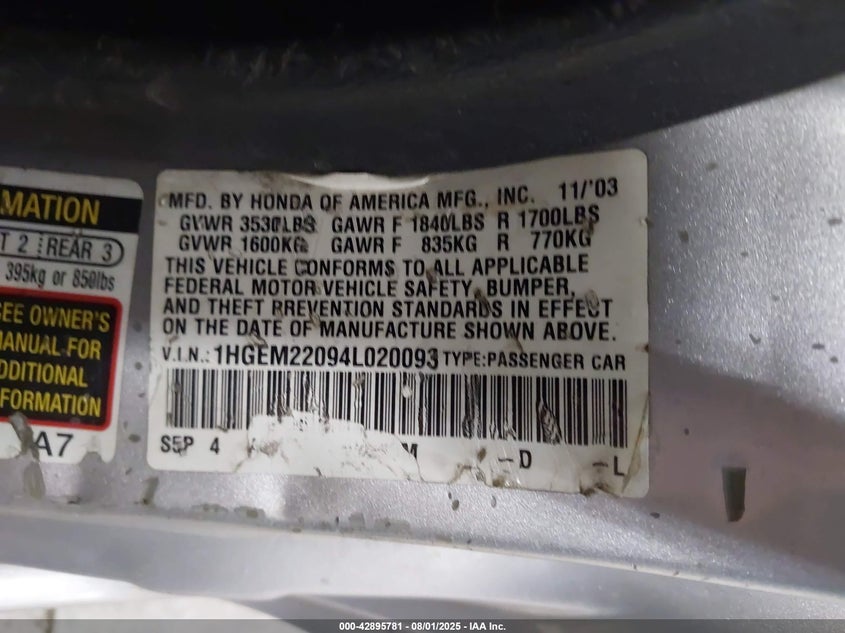 MATION
T 2 REAR 3
395kg or 850lbs
SEE OWNER'S
MANUAL FOR
ADDITIONAL
INFORMATION
A7
MFD. BY HONDA OF AMERICA MFG., INC. 11/'03
GVWR 3530LBS GAWR F 1840LBS R 1700LBS
GVWR 1600KG GAWR F 835KG R 770KG
THIS VEHICLE CONFORMS TO ALL APPLICABLE
FEDERAL MOTOR VEHICLE SAFETY, BUMPER,
AND THEFT PREVENTION STANDARDS IN EFFECT
ON THE DATE OF MANUFACTURE SHOWN ABOVE.
V.I.N.: 1HGEM22094L020093 TYPE:PASSENGER CAR
SEP 4 M -D -L
000-42895781 - 08/01/2025 - IAA Inc.